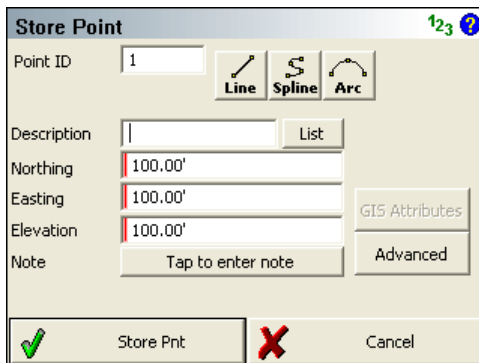 Store Point
123 ?
Point ID
1
Line
Spline
Arc
Description
List
Northing
100.00'
Easting
100.00'
Elevation
100.00'
GIS Attributes
Note
Tap to enter note
Advanced
Store Pnt
Cancel